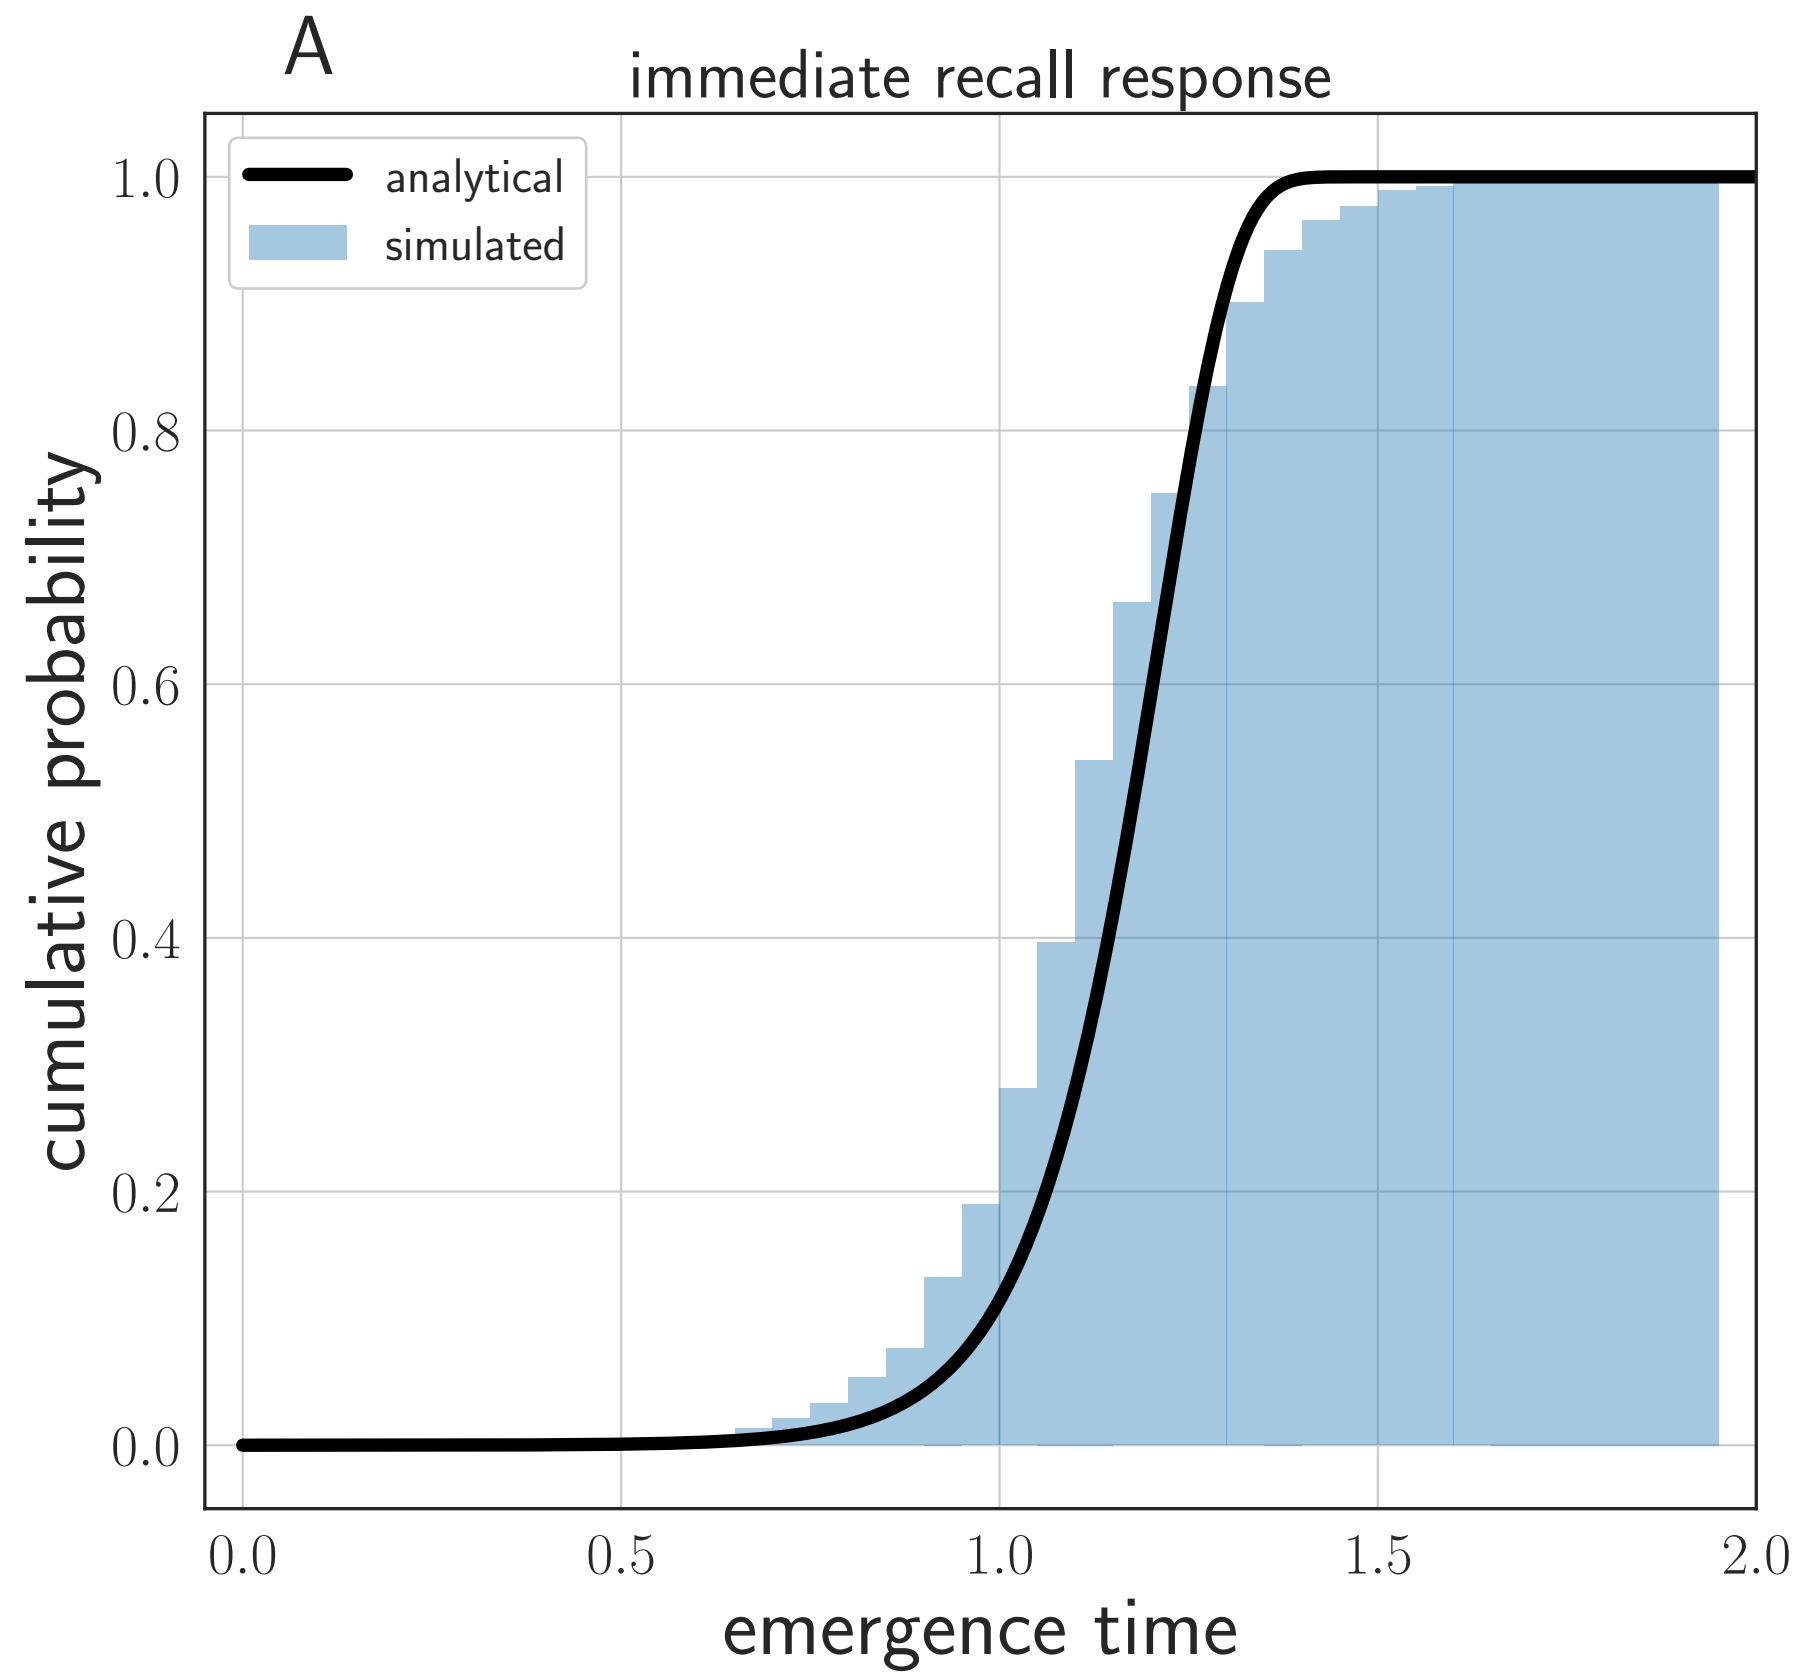 A
immediate recall response
analytical
simulated
1.0
0.8
0.6
0.4
0.2
0.0
cumulative probability
0.0 0.5 1.0 1.5 2.0
emergence time